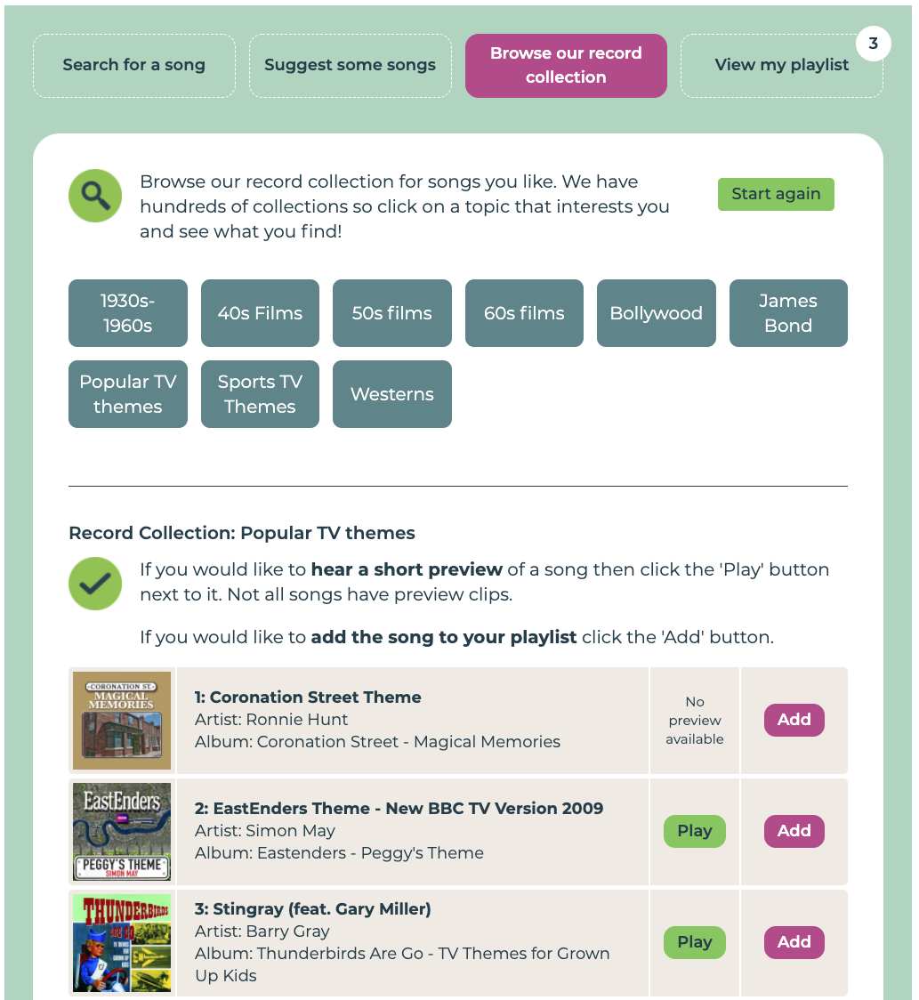 Search for a song
Suggest some songs
Browse our record
collection
View my playlist
3
Browse our record collection for songs you like. We have
hundreds of collections so click on a topic that interests you
and see what you find!
Start again
1930s-
1960s
40s Films
50s films
60s films
Bollywood
James
Bond
Popular TV
themes
Sports TV
Themes
Westerns
Record Collection: Popular TV themes
If you would like to hear a short preview of a song then click the 'Play' button
next to it. Not all songs have preview clips.
If you would like to add the song to your playlist click the 'Add' button.
CORONATION ST.
MAGICAL
MEMORIES
1: Coronation Street Theme
Artist: Ronnie Hunt
Album: Coronation Street - Magical Memories
No
preview
available
Add
EastEnders
BBC
PEGGY'S THEME
SIMON MAY
2: EastEnders Theme - New BBC TV Version 2009
Artist: Simon May
Album: Eastenders - Peggy's Theme
Play
Add
THUNDERBIRDS
ARE GO
TV THEMES
FOR
GROWN UP
KIDS
3: Stingray (feat. Gary Miller)
Artist: Barry Gray
Album: Thunderbirds Are Go - TV Themes for Grown
Up Kids
Play
Add